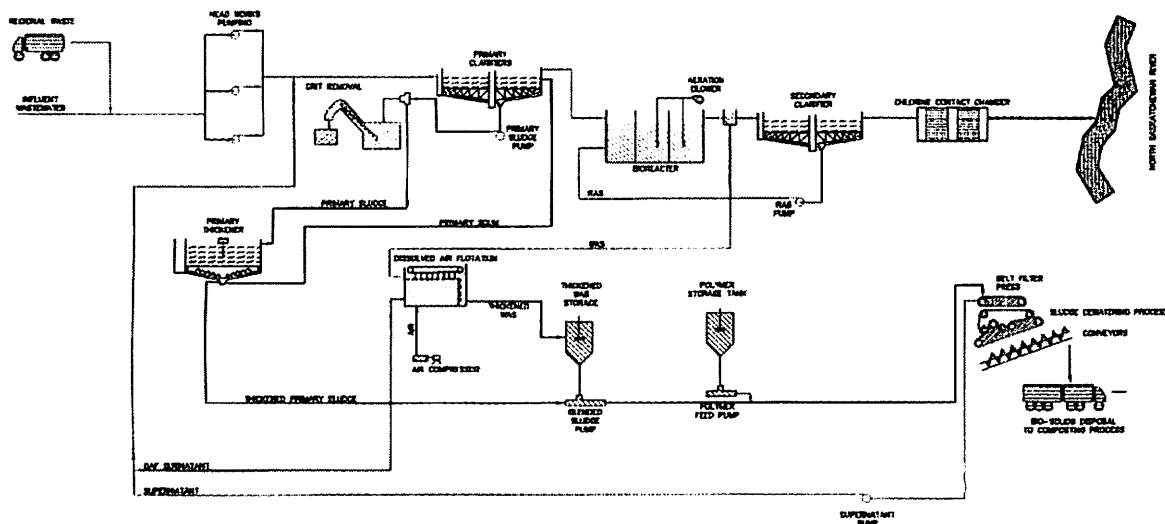 REGIONAL WASTE
HEAD WORKS
PUMPING
INFLUENT
WASTEWATER
GRIT REMOVAL
PRIMARY
CLARIFIERS
PRIMARY
SLUDGE
PUMP
AERATION
BLOWER
BIOREACTER
SECONDARY
CLARIFIER
CHLORINE CONTACT CHAMBER
NORTH SASKATCHEWAN RIVER
RAS
RAS
PUMP
PRIMARY SLUDGE
PRIMARY SCUM
PRIMARY
THICKENER
WAS
DISSOLVED AIR FLOTATION
THICKENED
WAS
AIR
AIR COMPRESSOR
THICKENED
WAS
STORAGE
POLYMER
STORAGE TANK
BELT FILTER
PRESS
SLUDGE DEWATERING PROCESS
CONVEYORS
THICKENED PRIMARY SLUDGE
BLENDED
SLUDGE
PUMP
POLYMER
FEED PUMP
BIO-SOLIDS DISPOSAL
TO COMPOSTING PROCESS
DAF SUPERNATANT
SUPERNATANT
SUPERNATANT
PUMP